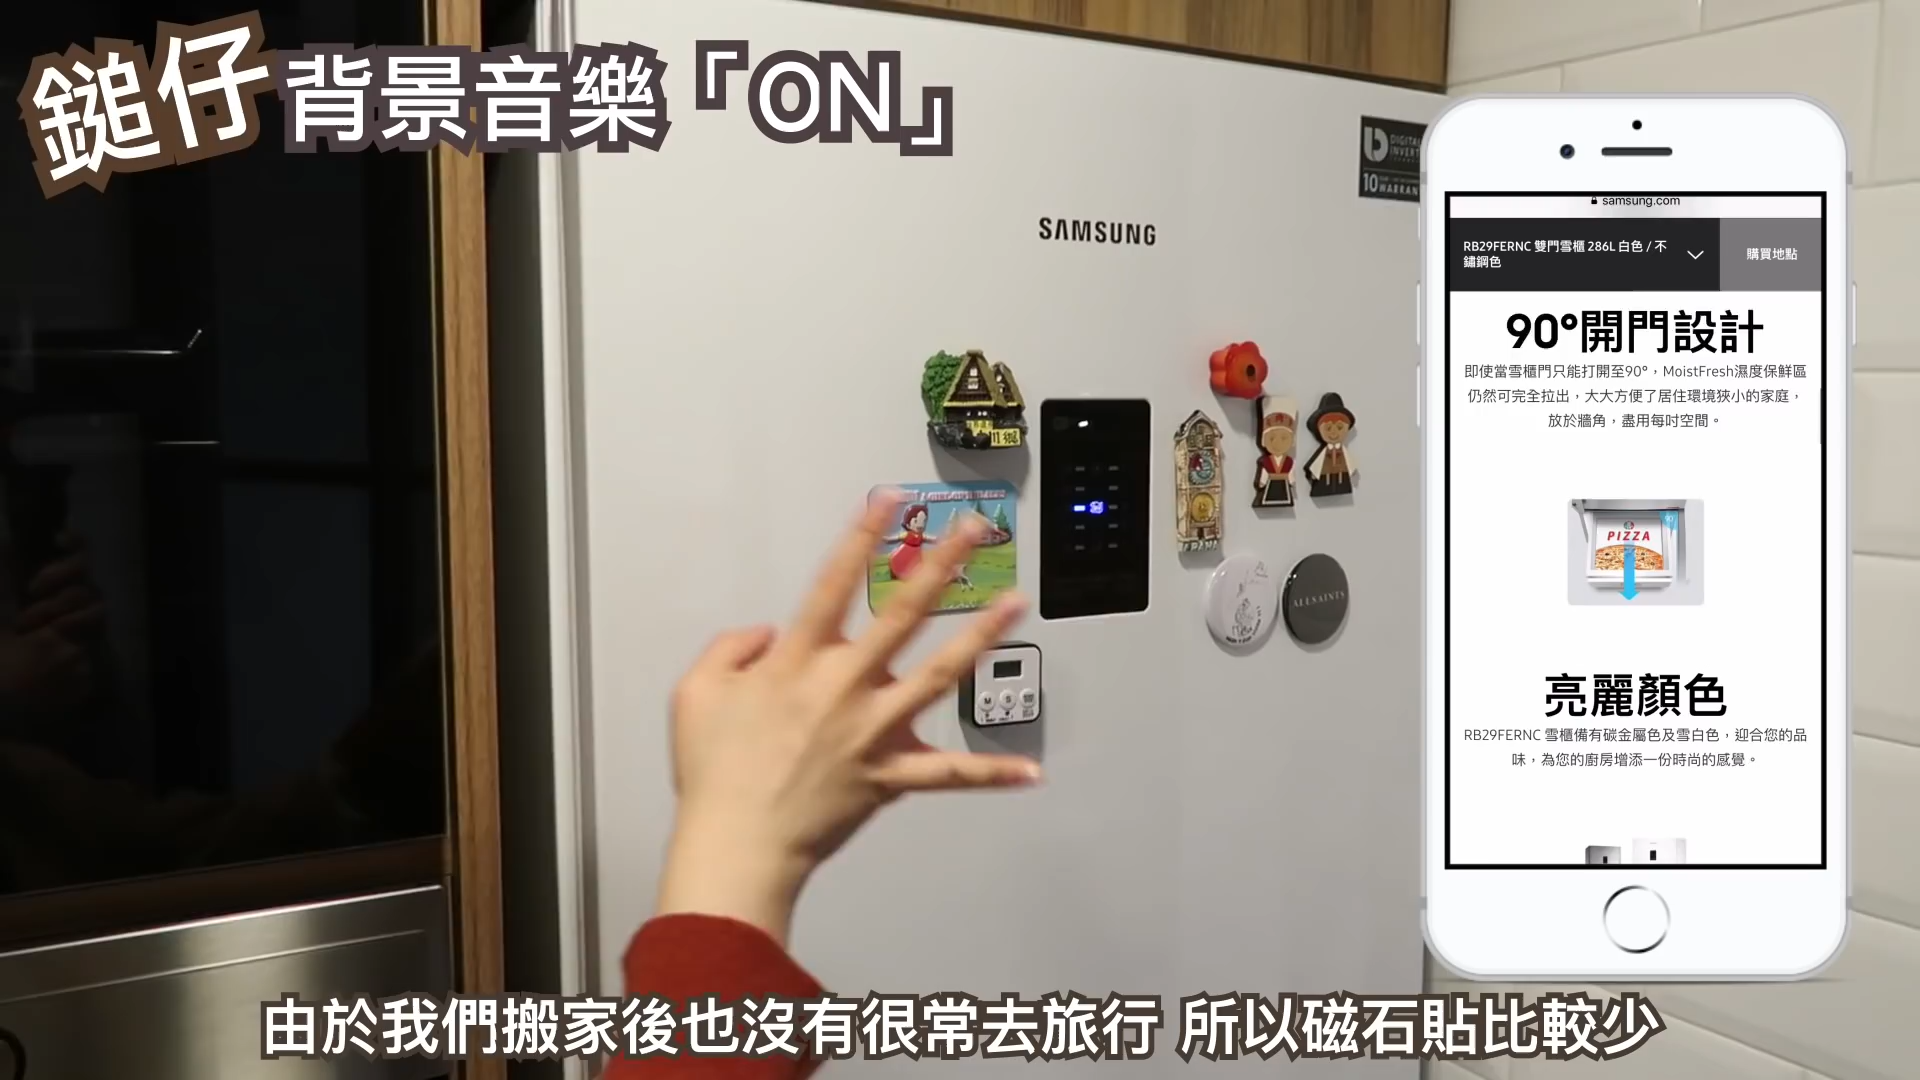 鎚仔 背景音樂「ON」
DIGITAL
10
SAMSUNG
川郷
ALLSAINTS
M S
samsung.com
RB29FERNC 雙門雪櫃 286L 白色 / 不
鏽鋼色
購買地點
90°開門設計
即使當雪櫃門只能打開至90°，MoistFresh濕度保鮮區
仍然可完全拉出，大大方便了居住環境狹小的家庭，
放於牆角，盡用每吋空間。
PIZZA
亮麗顏色
RB29FERNC 雪櫃備有碳金屬色及雪白色，迎合您的品
味，為您的廚房增添一份時尚的感覺。
由於我們搬家後也沒有很常去旅行 所以磁石貼比較少